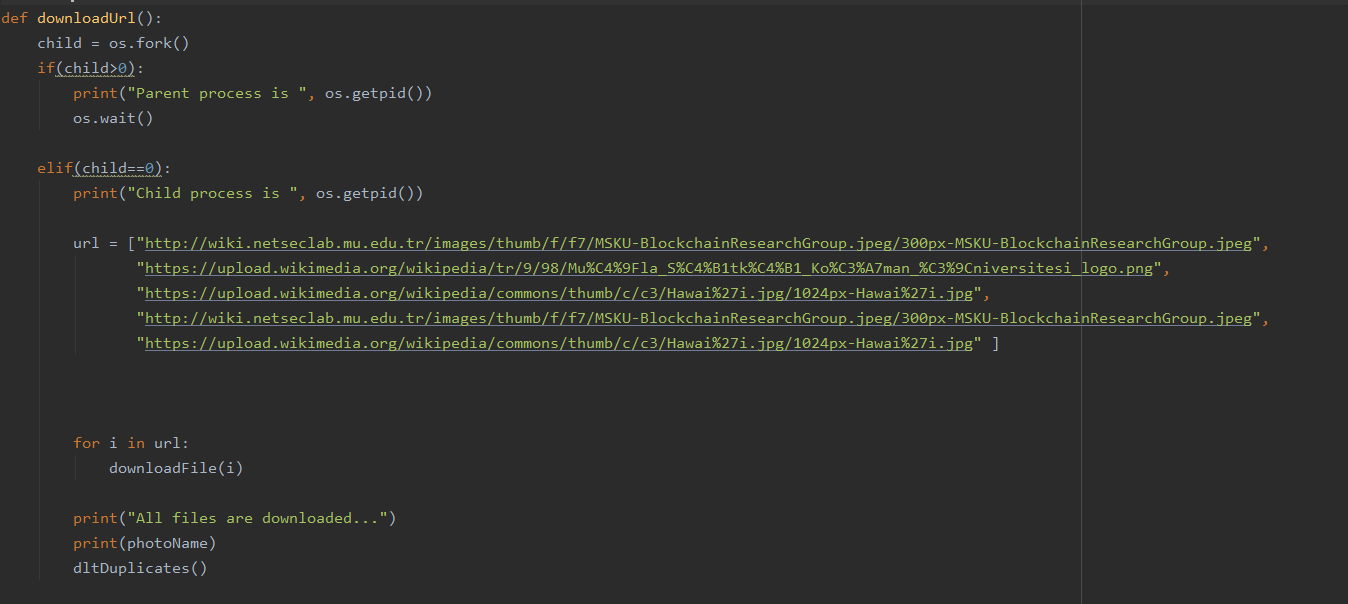 def downloadUrl():
    child = os.fork()
    if(child>0):
        print("Parent process is ", os.getpid())
        os.wait()
    elif(child==0):
        print("Child process is ", os.getpid())
        url = ["http://wiki.netseclab.mu.edu.tr/images/thumb/f/f7/MSKU-BlockchainResearchGroup.jpeg/300px-MSKU-BlockchainResearchGroup.jpeg",
               "https://upload.wikimedia.org/wikipedia/tr/9/98/Mu%C4%9Fla_S%C4%B1tk%C4%B1_Ko%C3%A7man_%C3%9Cniversitesi_logo.png",
               "https://upload.wikimedia.org/wikipedia/commons/thumb/c/c3/Hawai%27i.jpg/1024px-Hawai%27i.jpg",
               "http://wiki.netseclab.mu.edu.tr/images/thumb/f/f7/MSKU-BlockchainResearchGroup.jpeg/300px-MSKU-BlockchainResearchGroup.jpeg",
               "https://upload.wikimedia.org/wikipedia/commons/thumb/c/c3/Hawai%27i.jpg/1024px-Hawai%27i.jpg" ]
        for i in url:
            downloadFile(i)
        print("All files are downloaded...")
        print(photoName)
        dltDuplicates()